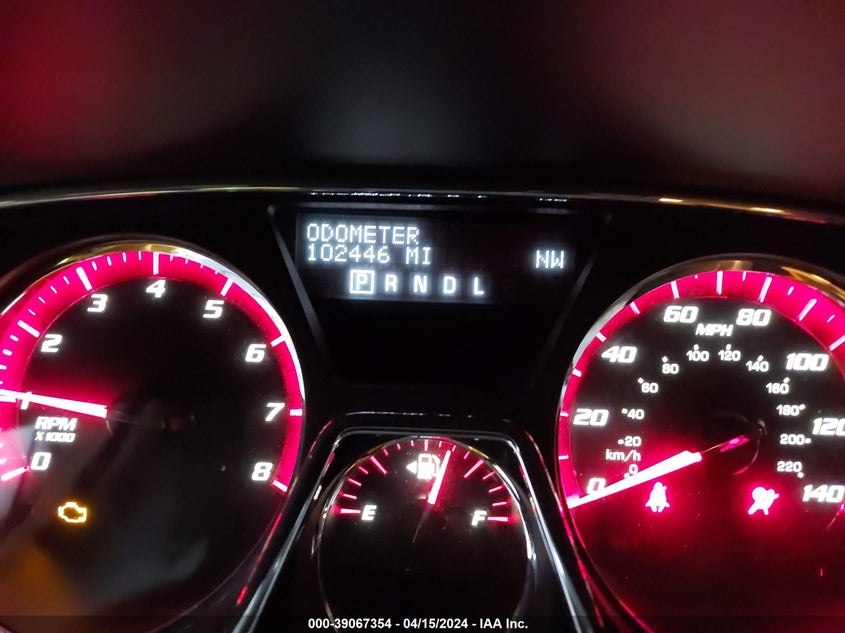 ODOMETER
102446 MI
NW
P R N D L
0 1 2 3 4 5 6 7 8
RPM
X 1000
E F
0 20 40 60 80 100 120 140
MPH
0 20 40 60 80 100 120 140 160 180 200 220
km/h
000-39067354 - 04/15/2024 - IAA Inc.